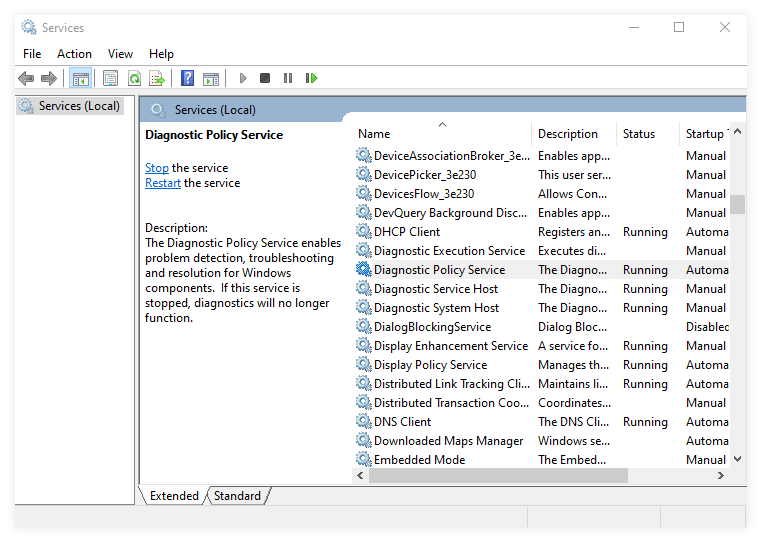 Services
File Action View Help
Services (Local)
Services (Local)
Diagnostic Policy Service
Stop the service
Restart the service
Description:
The Diagnostic Policy Service enables
problem detection, troubleshooting
and resolution for Windows
components. If this service is
stopped, diagnostics will no longer
function.
Name Description Status Startup
DeviceAssociationBroker_3e... Enables app... Manual
DevicePicker_3e230 This user ser... Manual
DevicesFlow_3e230 Allows Con... Manual
DevQuery Background Disc... Enables app... Manual
DHCP Client Registers an... Running Automa
Diagnostic Execution Service Executes di... Manual
Diagnostic Policy Service The Diagno... Running Automa
Diagnostic Service Host The Diagno... Running Manual
Diagnostic System Host The Diagno... Running Manual
DialogBlockingService Dialog Bloc... Disabled
Display Enhancement Service A service fo... Running Manual
Display Policy Service Manages th... Running Automa
Distributed Link Tracking Cli... Maintains li... Running Automa
Distributed Transaction Coo... Coordinates... Manual
DNS Client The DNS Cli... Running Automa
Downloaded Maps Manager Windows se... Automa
Embedded Mode The Embed... Manual
Extended Standard